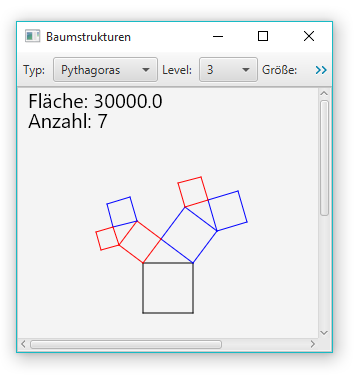 Baumstrukturen
Typ: Pythagoras Level: 3 Größe:
Fläche: 30000.0
Anzahl: 7